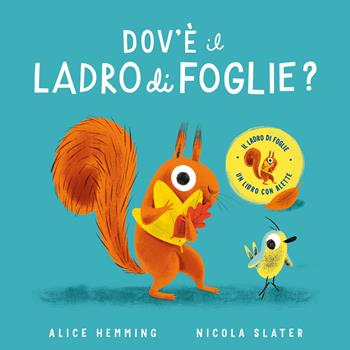 DOV'È il
LADRO di FOGLIE?
IL LADRO DI FOGLIE
UN LIBRO CON ALETTE
ALICE HEMMING NICOLA SLATER